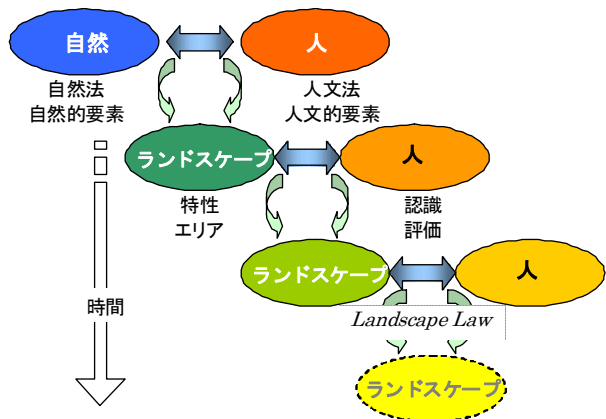 自然
人
自然法
自然的要素
人文法
人文的要素
ランドスケープ
人
特性
エリア
認識
評価
ランドスケープ
人
時間
Landscape Law
ランドスケープ